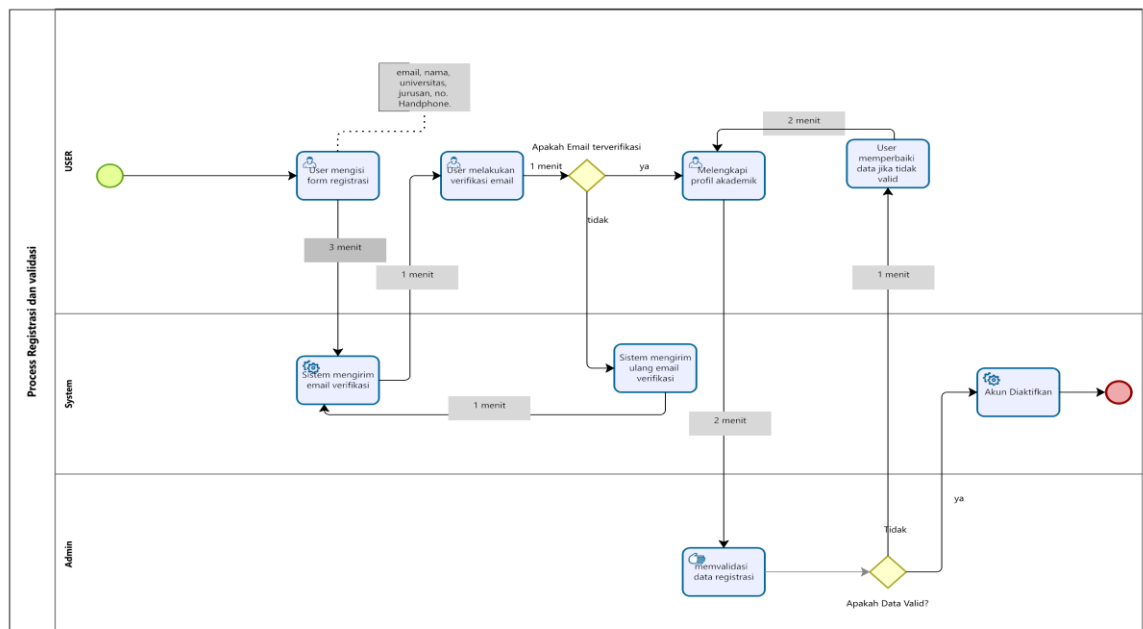 Process Registrasi dan validasi
USER
email, nama,
universitas,
jurusan, no.
Handphone.
User mengisi
form registrasi
3 menit
User melakukan
verifikasi email
1 menit
1 menit
Apakah Email terverifikasi
ya
tidak
Melengkapi
profil akademik
2 menit
User
memperbaiki
data jika tidak
valid
1 menit
System
Sistem mengirim
email verifikasi
Sistem mengirim
ulang email
verifikasi
1 menit
2 menit
Akun Diaktifkan
Admin
memvalidasi
data registrasi
Tidak
ya
Apakah Data Valid?